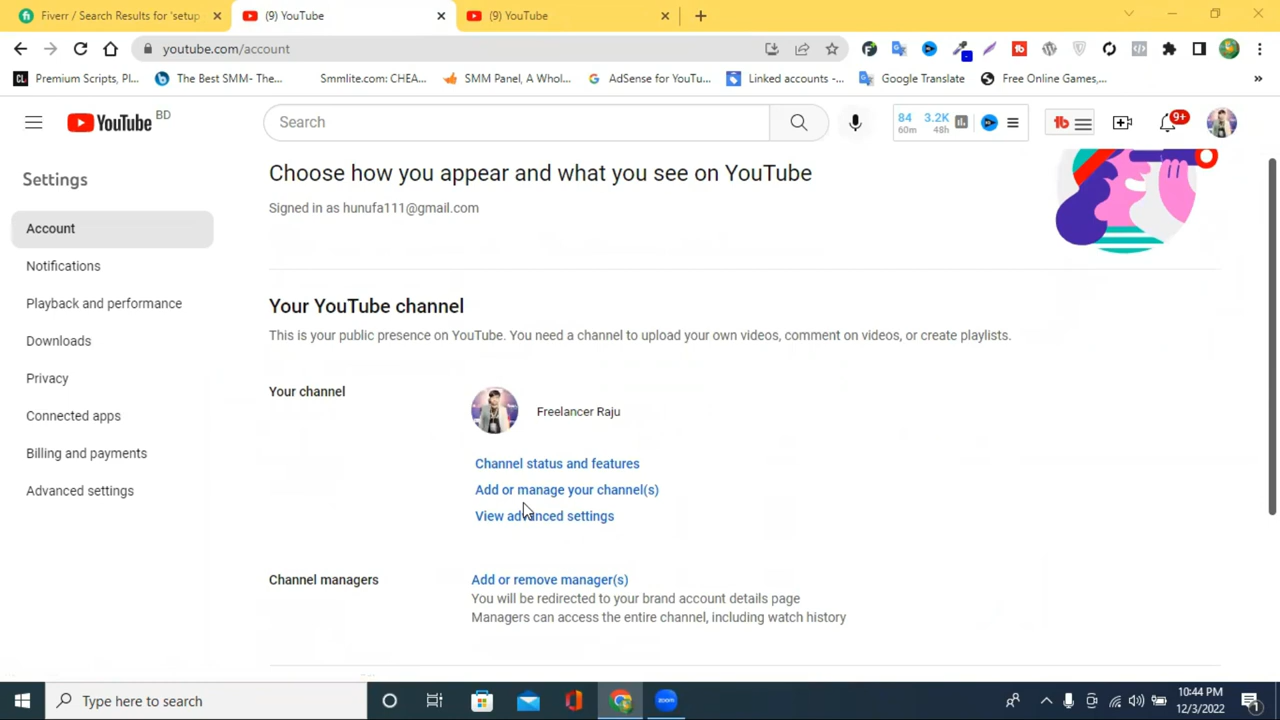 Fiverr / Search Results for 'setup
(9) YouTube
(9) YouTube
youtube.com/account
CL Premium Scripts, Pl...
The Best SMM- The...
Smmlite.com: CHEA...
SMM Panel, A Whol...
AdSense for YouTu...
Linked accounts -...
Google Translate
Free Online Games,...
YouTube BD
Search
84 60m
3.2K 48h
9+
Settings
Account
Notifications
Playback and performance
Downloads
Privacy
Connected apps
Billing and payments
Advanced settings
Choose how you appear and what you see on YouTube
Signed in as hunufa111@gmail.com
Your YouTube channel
This is your public presence on YouTube. You need a channel to upload your own videos, comment on videos, or create playlists.
Your channel
Freelancer Raju
Channel status and features
Add or manage your channel(s)
View advanced settings
Channel managers
Add or remove manager(s)
You will be redirected to your brand account details page
Managers can access the entire channel, including watch history
Type here to search
zoom
10:44 PM
12/3/2022
1